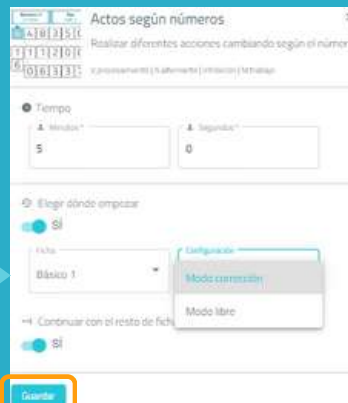 Actos según números
Realizar diferentes acciones cambiando según el númer
Tiempo
Minutos*
5
Segundos*
0
Elegir dónde empezar
SÍ
Ficha
Básico 1
Configuración
Modo corrección
Modo libre
Continuar con el resto de fich
SÍ
Guardar